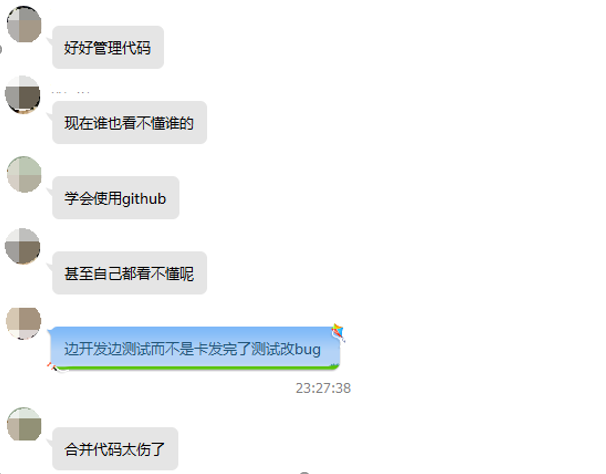 好好管理代码
现在谁也看不懂谁的
学会使用github
甚至自己都看不懂呢
边开发边测试而不是卡发完了测试改bug
23:27:38
合并代码太伤了